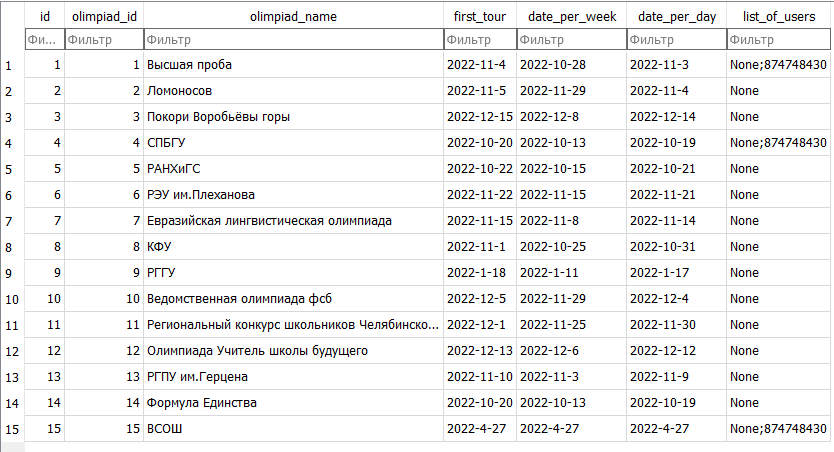 id olimpiad_id olimpiad_name first_tour date_per_week date_per_day list_of_users
Фи... Фильтр Фильтр Фильтр Фильтр Фильтр Фильтр
1 1 1 Высшая проба 2022-11-4 2022-10-28 2022-11-3 None;874748430
2 2 2 Ломоносов 2022-11-5 2022-11-29 2022-11-4 None
3 3 3 Покори Воробьёвы горы 2022-12-15 2022-12-8 2022-12-14 None
4 4 4 СПБГУ 2022-10-20 2022-10-13 2022-10-19 None;874748430
5 5 5 РАНХиГС 2022-10-22 2022-10-15 2022-10-21 None
6 6 6 РЭУ им.Плеханова 2022-11-22 2022-11-15 2022-11-21 None
7 7 7 Евразийская лингвистическая олимпиада 2022-11-15 2022-11-8 2022-11-14 None
8 8 8 КФУ 2022-11-1 2022-10-25 2022-10-31 None
9 9 9 РГГУ 2022-1-18 2022-1-11 2022-1-17 None
10 10 10 Ведомственная олимпиада фсб 2022-12-5 2022-11-29 2022-12-4 None
11 11 11 Региональный конкурс школьников Челябинско... 2022-12-1 2022-11-25 2022-11-30 None
12 12 12 Олимпиада Учитель школы будущего 2022-12-13 2022-12-6 2022-12-12 None
13 13 13 РГПУ им.Герцена 2022-11-10 2022-11-3 2022-11-9 None
14 14 14 Формула Единства 2022-10-20 2022-10-13 2022-10-19 None
15 15 15 ВСОШ 2022-4-27 2022-4-27 2022-4-27 None;874748430